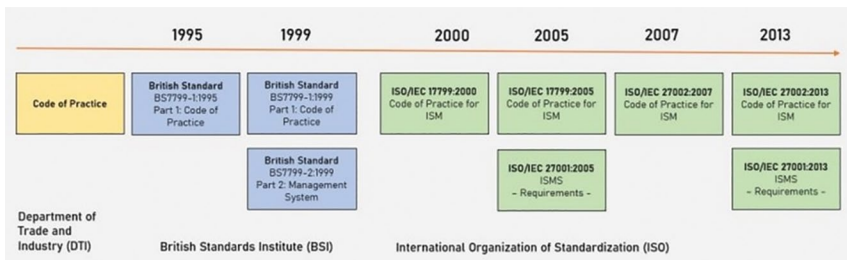 1995
1999
2000
2005
2007
2013
Code of Practice
British Standard
BS7799-1:1995
Part 1: Code of
Practice
British Standard
BS7799-1:1999
Part 1: Code of
Practice
ISO/IEC 17799:2000
Code of Practice for
ISM
ISO/IEC 17799:2005
Code of Practice for
ISM
ISO/IEC 27002:2007
Code of Practice for
ISM
ISO/IEC 27002:2013
Code of Practice for
ISM
British Standard
BS7799-2:1999
Part 2: Management
System
ISO/IEC 27001:2005
ISMS
- Requirements -
ISO/IEC 27001:2013
ISMS
- Requirements -
Department of
Trade and
Industry (DTI)
British Standards Institute (BSI)
International Organization of Standardization (ISO)